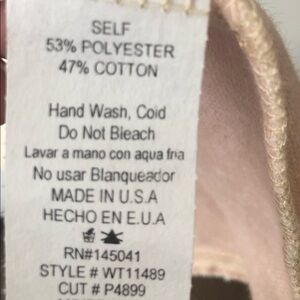 SELF
53% POLYESTER
47% COTTON
Hand Wash, Cold
Do Not Bleach
Lavar a mano con aqua fria
No usar Blanqueador
MADE IN U.S.A
HECHO EN E.U.A
RN#145041
STYLE # WT11489
CUT # P4899